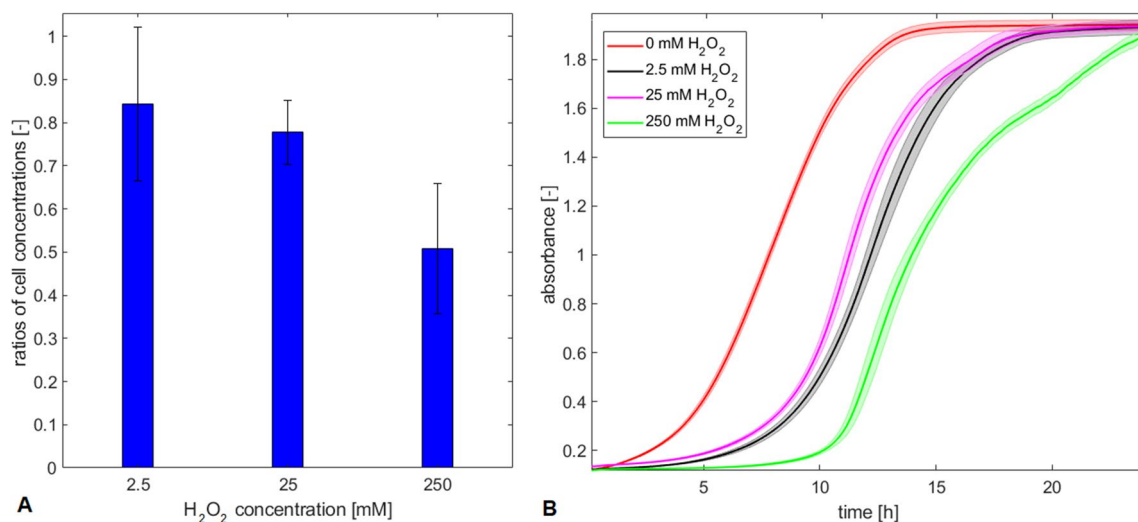 ratios of cell concentrations [-]
1
0.9
0.8
0.7
0.6
0.5
0.4
0.3
0.2
0.1
0
2.5
25
250
H₂O₂ concentration [mM]
A
absorbance [-]
1.8
1.6
1.4
1.2
1
0.8
0.6
0.4
0.2
0 mM H₂O₂
2.5 mM H₂O₂
25 mM H₂O₂
250 mM H₂O₂
5
10
15
20
time [h]
B